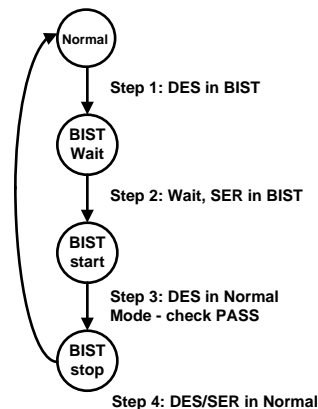 Normal
Step 1: DES in BIST
BIST
Wait
Step 2: Wait, SER in BIST
BIST
start
Step 3: DES in Normal
Mode - check PASS
BIST
stop
Step 4: DES/SER in Normal